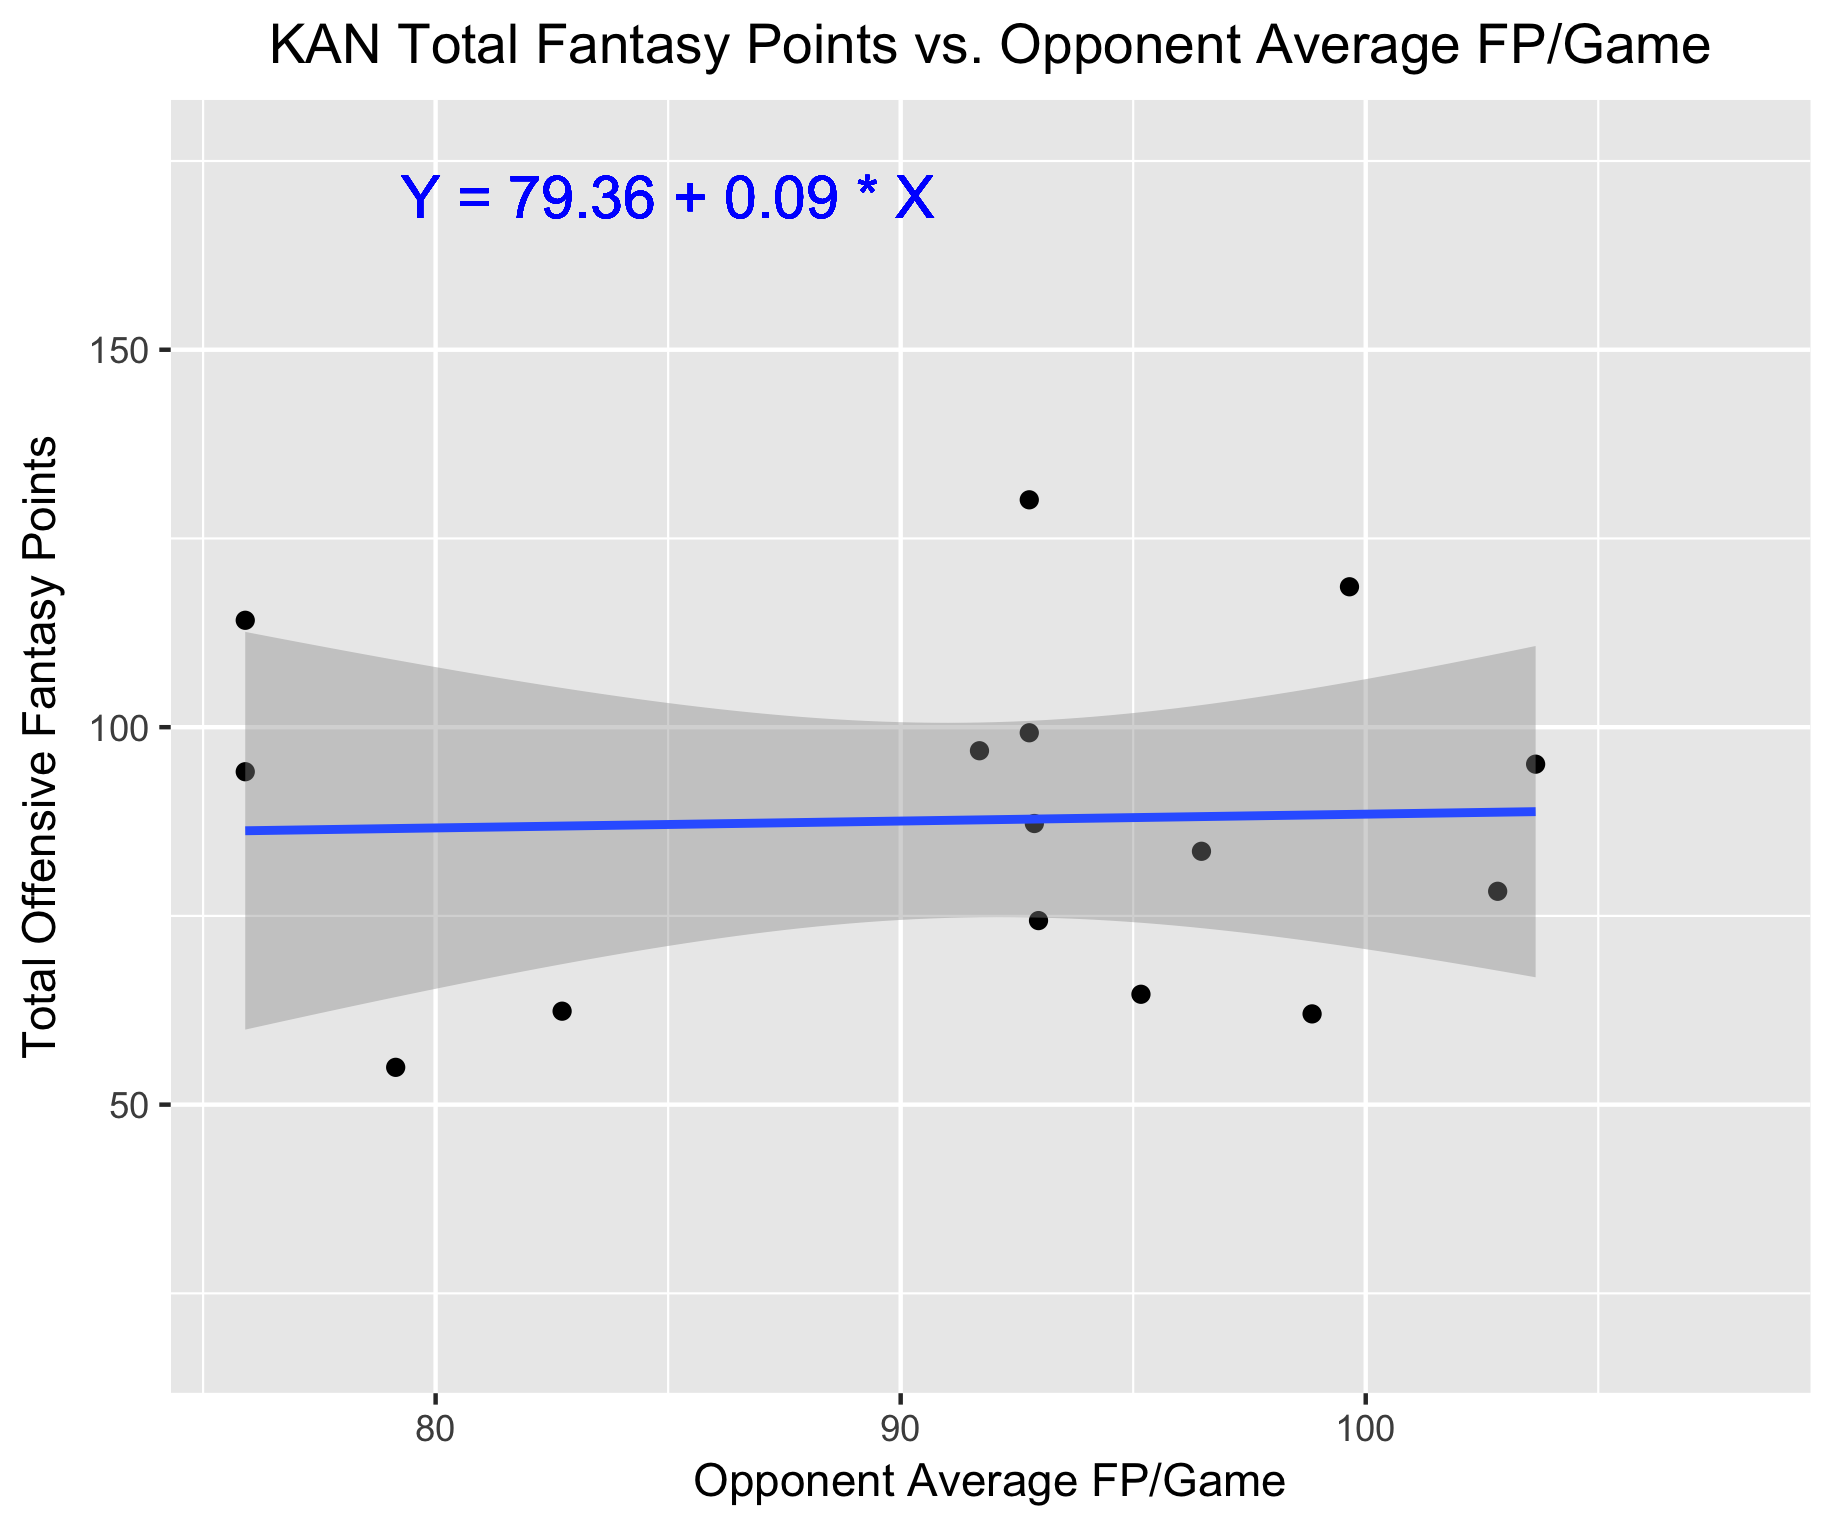 KAN Total Fantasy Points vs. Opponent Average FP/Game
Y = 79.36 + 0.09 * X
Total Offensive Fantasy Points
150
100
50
80
90
100
Opponent Average FP/Game